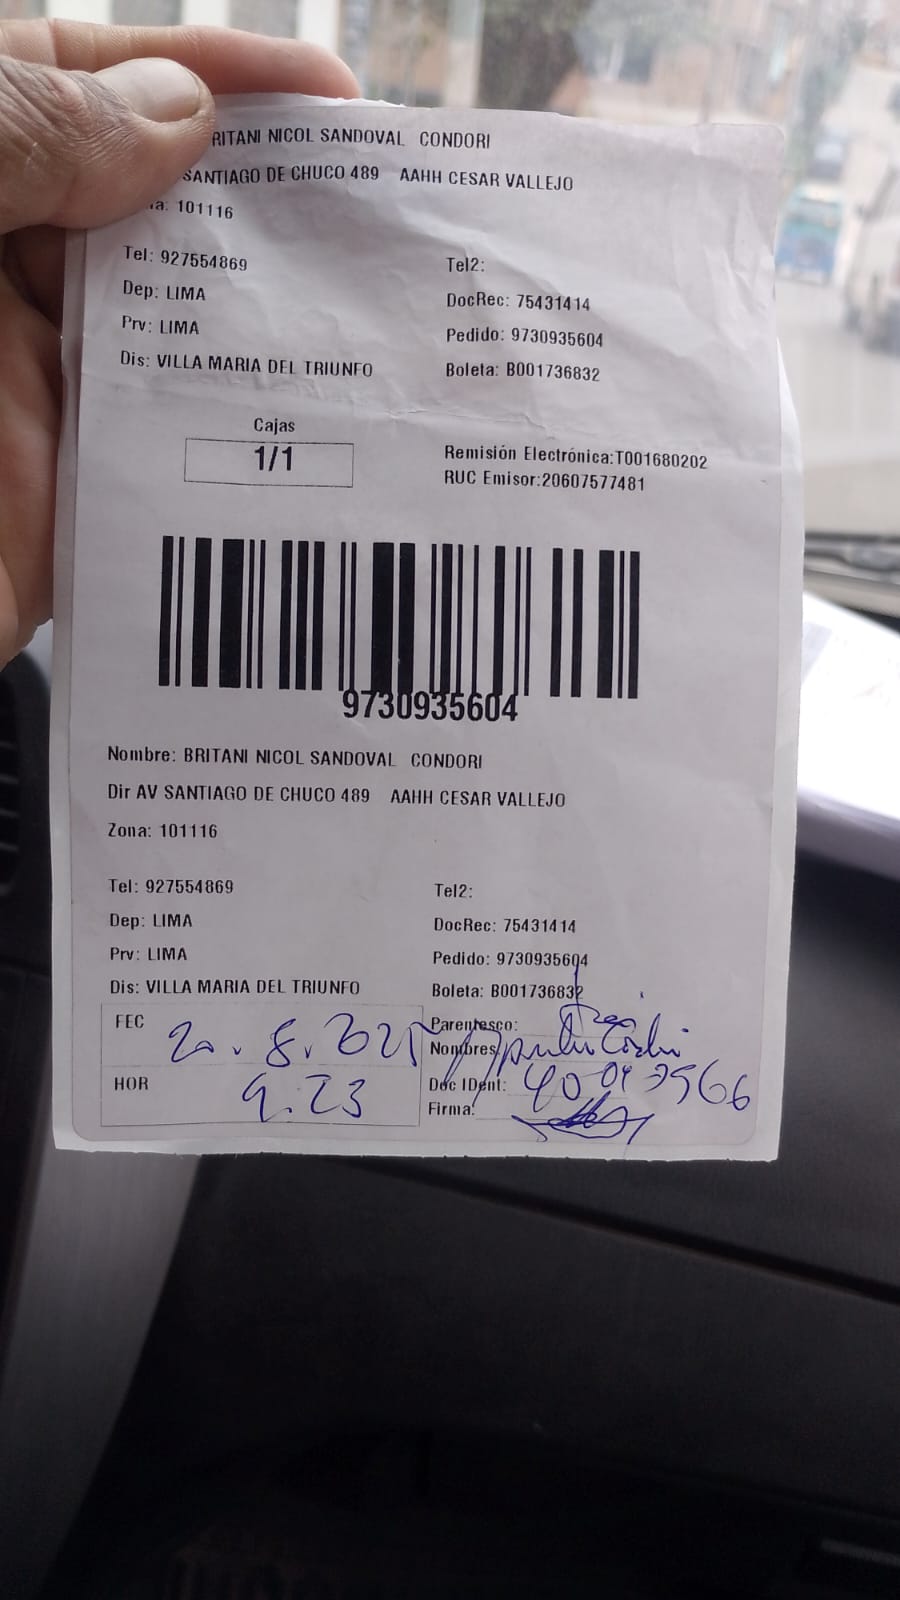 RITANI NICOL SANDOVAL CONDORI
SANTIAGO DE CHUCO 489 AAHH CESAR VALLEJO
a: 101116
Tel: 927554869 Tel2:
Dep: LIMA DocRec: 75431414
Prv: LIMA Pedido: 9730935604
Dis: VILLA MARIA DEL TRIUNFO Boleta: B001736832
Cajas
1/1
Remisión Electrónica:T001680202
RUC Emisor:20607577481
9730935604
Nombre: BRITANI NICOL SANDOVAL CONDORI
Dir AV SANTIAGO DE CHUCO 489 AAHH CESAR VALLEJO
Zona: 101116
Tel: 927554869 Tel2:
Dep: LIMA DocRec: 75431414
Prv: LIMA Pedido: 9730935604
Dis: VILLA MARIA DEL TRIUNFO Boleta: B001736832
FEC 20.8.2025 Parentesco:
Nombres:
HOR 9:23 Doc IDent:
Firma: